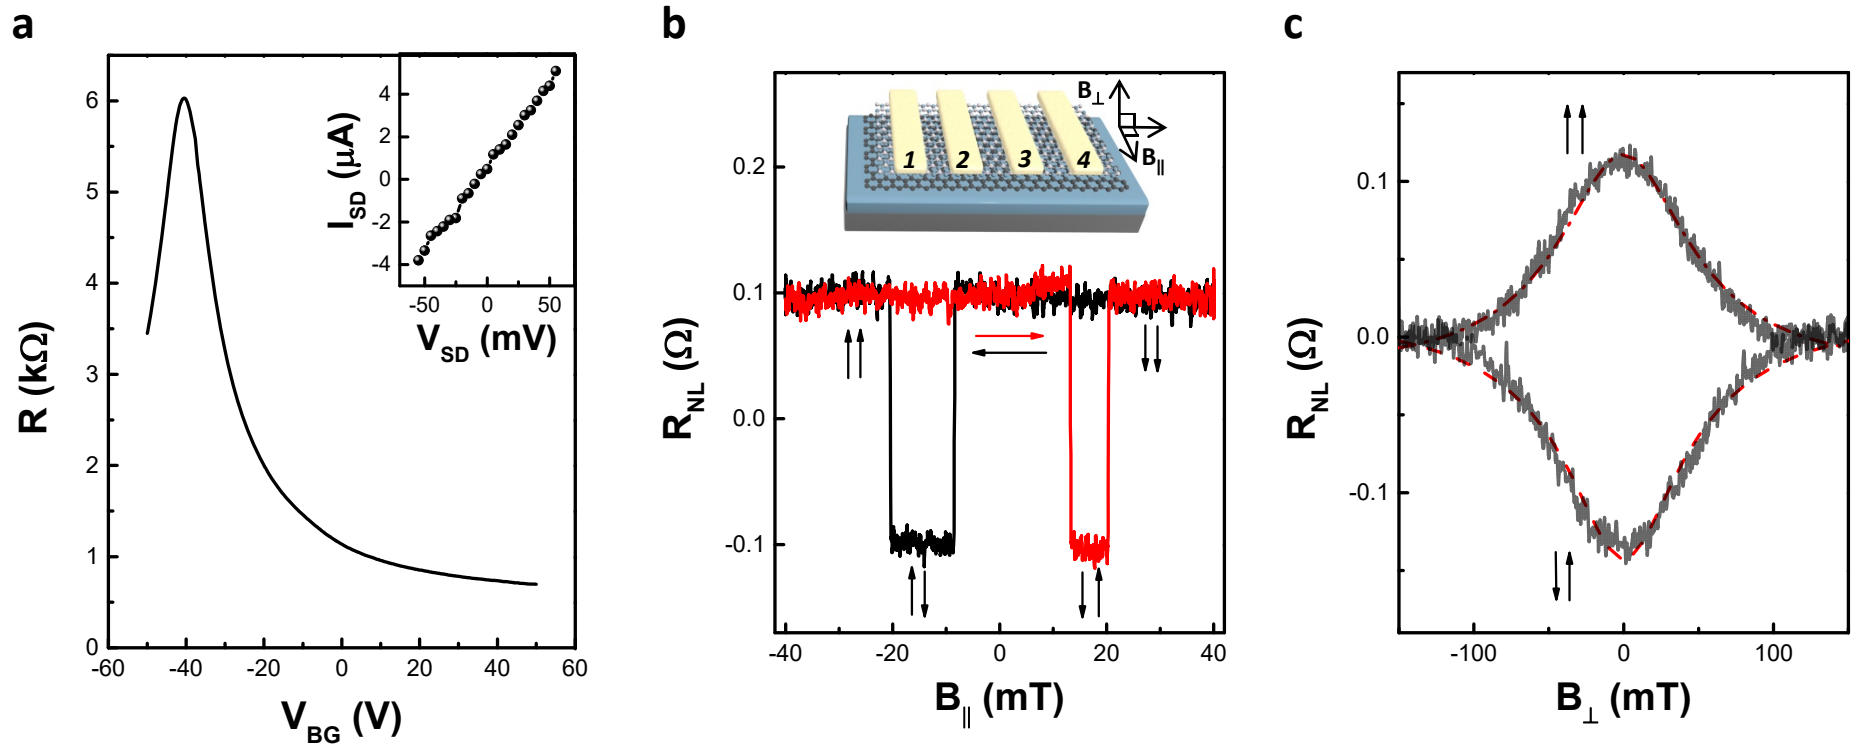 a
b
c
6
5
4
3
2
1
0
-60
-40
-20
0
20
40
60
R (kΩ)
V_BG (V)
4
2
0
-2
-4
-50
0
50
I_SD (μA)
V_SD (mV)
0.2
0.1
0.0
-0.1
-40
-20
0
20
40
R_NL (Ω)
B_∥ (mT)
1 2 3 4
B_⊥
B_∥
0.1
0.0
-0.1
-100
0
100
R_NL (Ω)
B_⊥ (mT)